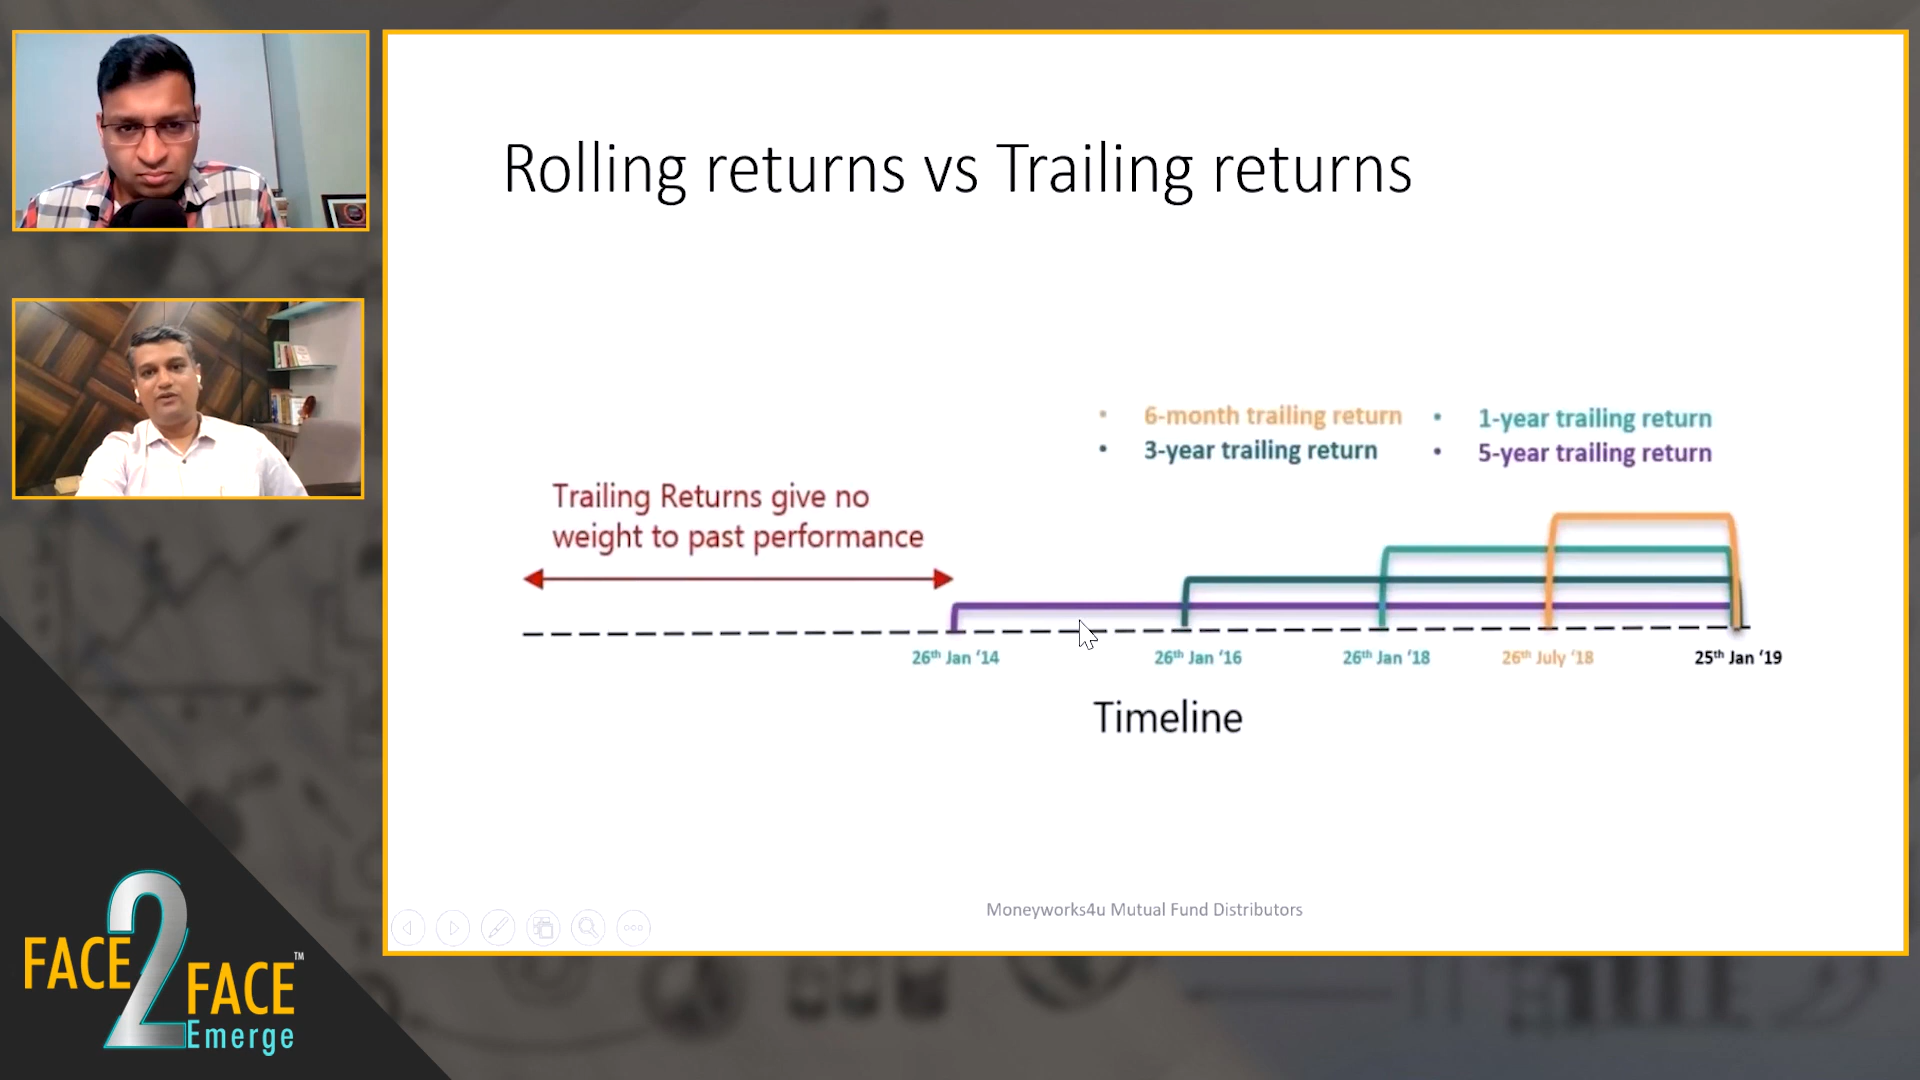 Rolling returns vs Trailing returns
• 6-month trailing return • 1-year trailing return
• 3-year trailing return • 5-year trailing return
Trailing Returns give no
weight to past performance
26th Jan ‘14 26th Jan ‘16 26th Jan ‘18 26th July ‘18 25th Jan ‘19
Timeline
Moneyworks4u Mutual Fund Distributors
FACE 2 FACE™
Emerge